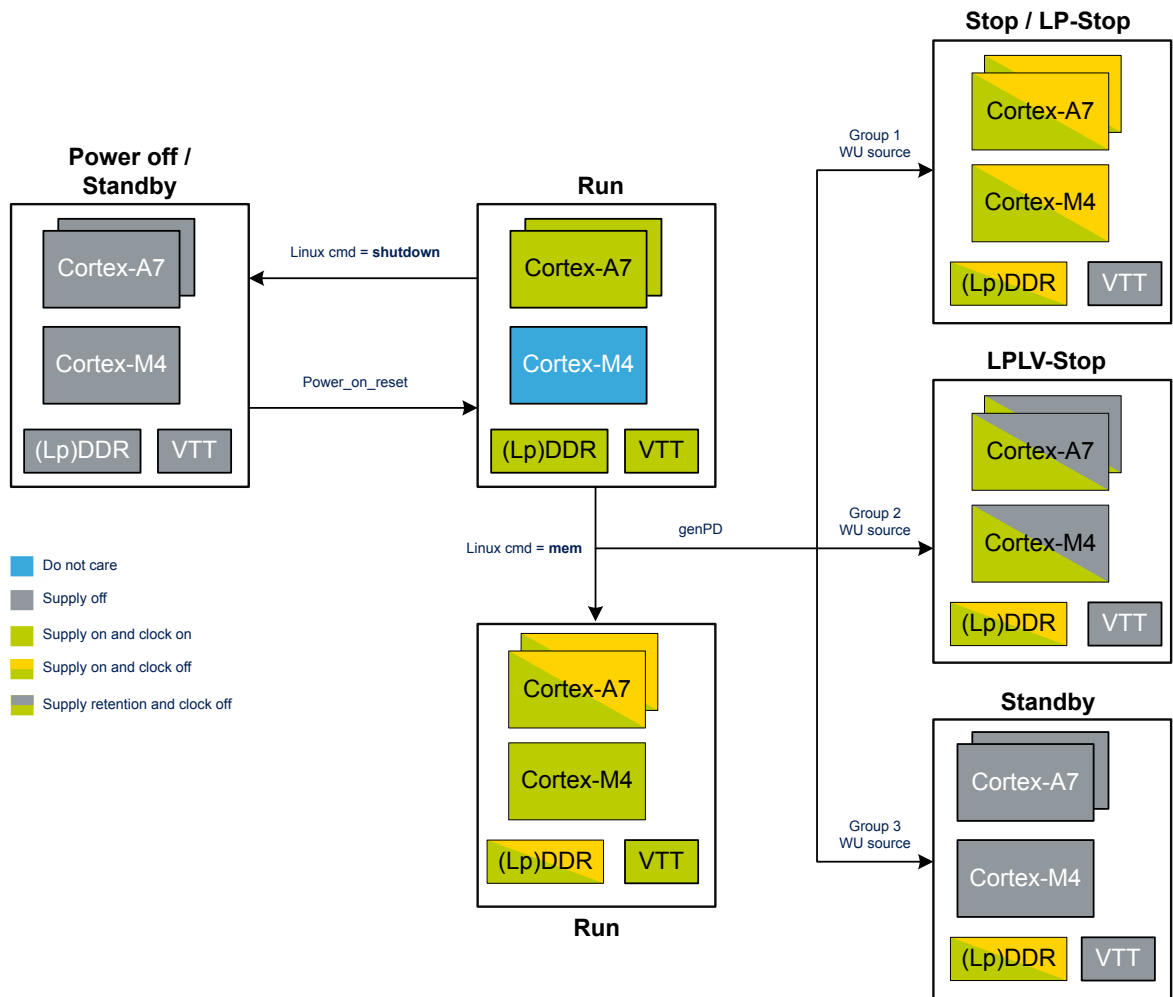 Power off /
Standby
Cortex-A7
Cortex-M4
(Lp)DDR
VTT
Linux cmd = shutdown
Power_on_reset
Run
Cortex-A7
Cortex-M4
(Lp)DDR
VTT
Do not care
Supply off
Supply on and clock on
Supply on and clock off
Supply retention and clock off
Linux cmd = mem
genPD
Cortex-A7
Cortex-M4
(Lp)DDR
VTT
Run
Group 1
WU source
Stop / LP-Stop
Cortex-A7
Cortex-M4
(Lp)DDR
VTT
Group 2
WU source
LPLV-Stop
Cortex-A7
Cortex-M4
(Lp)DDR
VTT
Group 3
WU source
Standby
Cortex-A7
Cortex-M4
(Lp)DDR
VTT